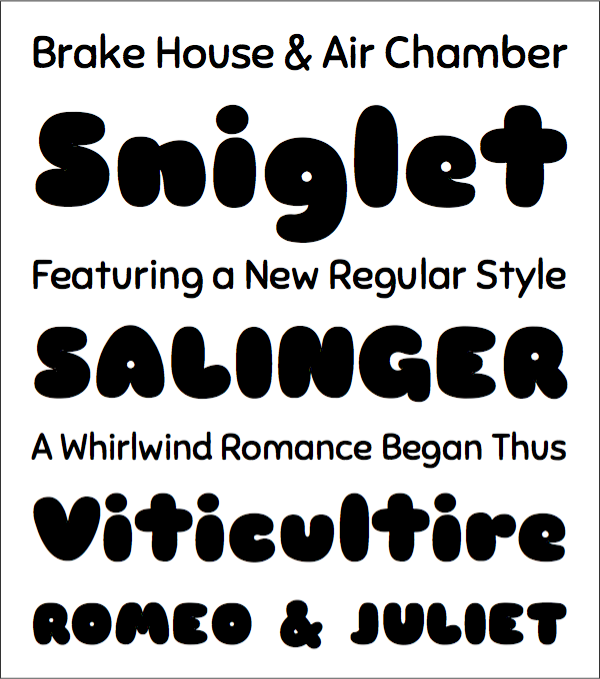 Brake House & Air Chamber
Sniglet
Featuring a New Regular Style
SALINGER
A Whirlwind Romance Began Thus
Viticultire
ROMEO & JULIET